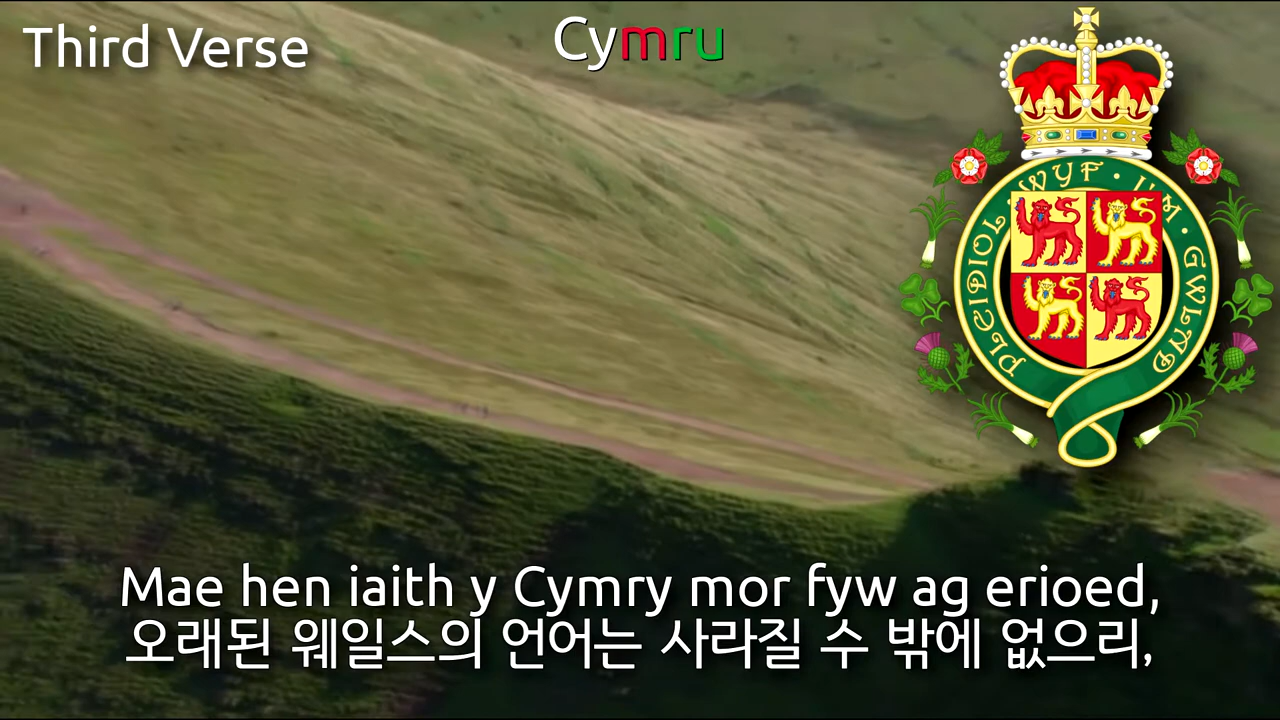 Third Verse
Cymru
PLEIDIOL WYF · I'M · GWLAD
Mae hen iaith y Cymry mor fyw ag erioed,
오래된 웨일스의 언어는 사라질 수 밖에 없으리,